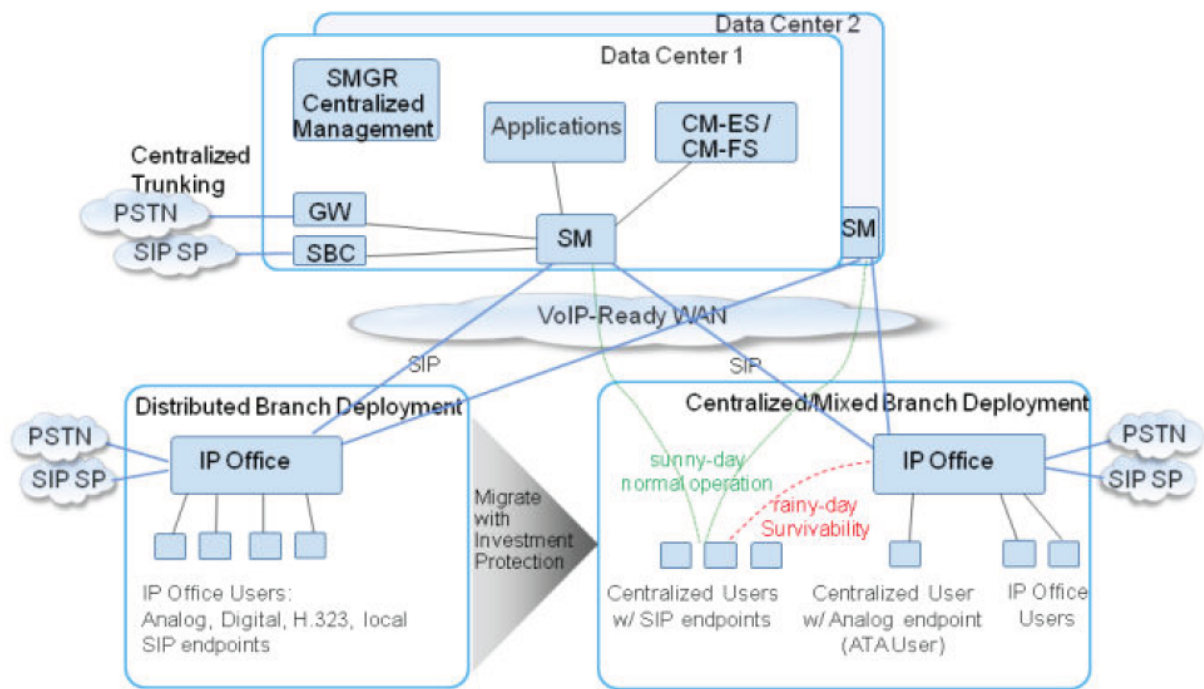 Data Center 2
Data Center 1
SMGR
Centralized
Management
Applications
CM-ES /
CM-FS
Centralized
Trunking
PSTN
GW
SIP SP
SBC
SM
SM
VoIP-Ready WAN
SIP
SIP
Distributed Branch Deployment
PSTN
SIP SP
IP Office
IP Office Users:
Analog, Digital, H.323, local
SIP endpoints
Migrate
with
Investment
Protection
Centralized/Mixed Branch Deployment
sunny-day
normal operation
rainy-day
Survivability
IP Office
PSTN
SIP SP
Centralized Users
w/ SIP endpoints
Centralized User
w/ Analog endpoint
(ATA User)
IP Office
Users